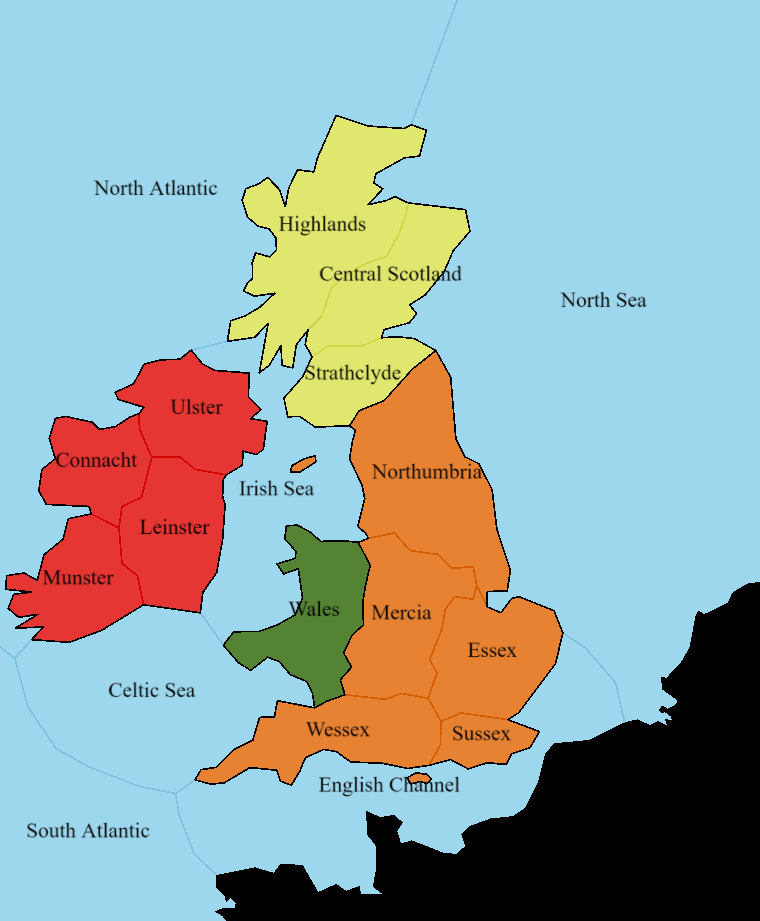 North Atlantic
Highlands
Central Scotland
North Sea
Strathclyde
Ulster
Connacht
Northumbria
Irish Sea
Leinster
Munster
Wales
Mercia
Essex
Celtic Sea
Wessex
Sussex
English Channel
South Atlantic